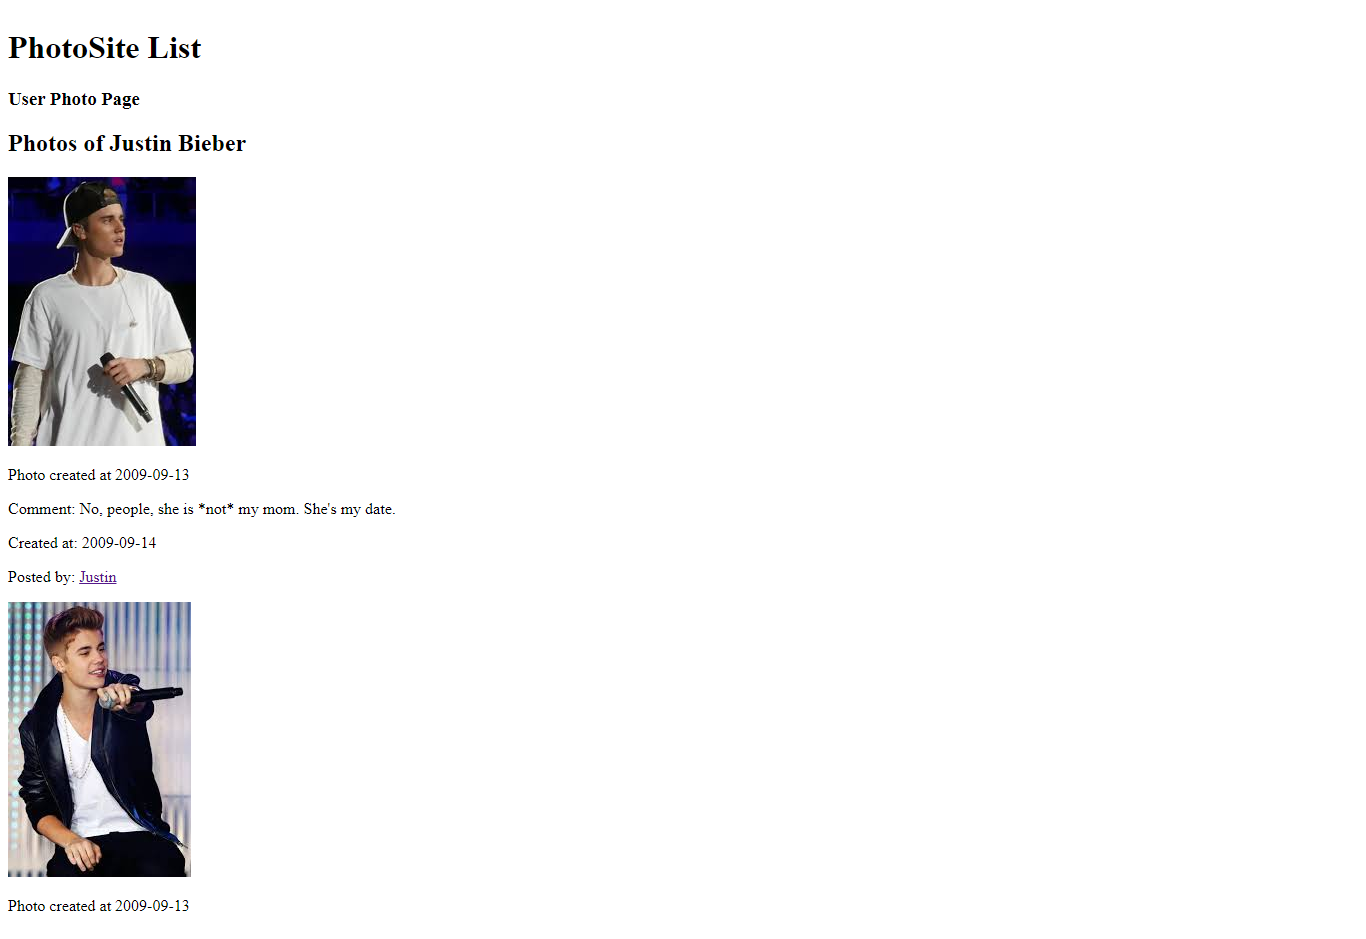 PhotoSite List
User Photo Page
Photos of Justin Bieber
Photo created at 2009-09-13
Comment: No, people, she is *not* my mom. She's my date.
Created at: 2009-09-14
Posted by: Justin
Photo created at 2009-09-13